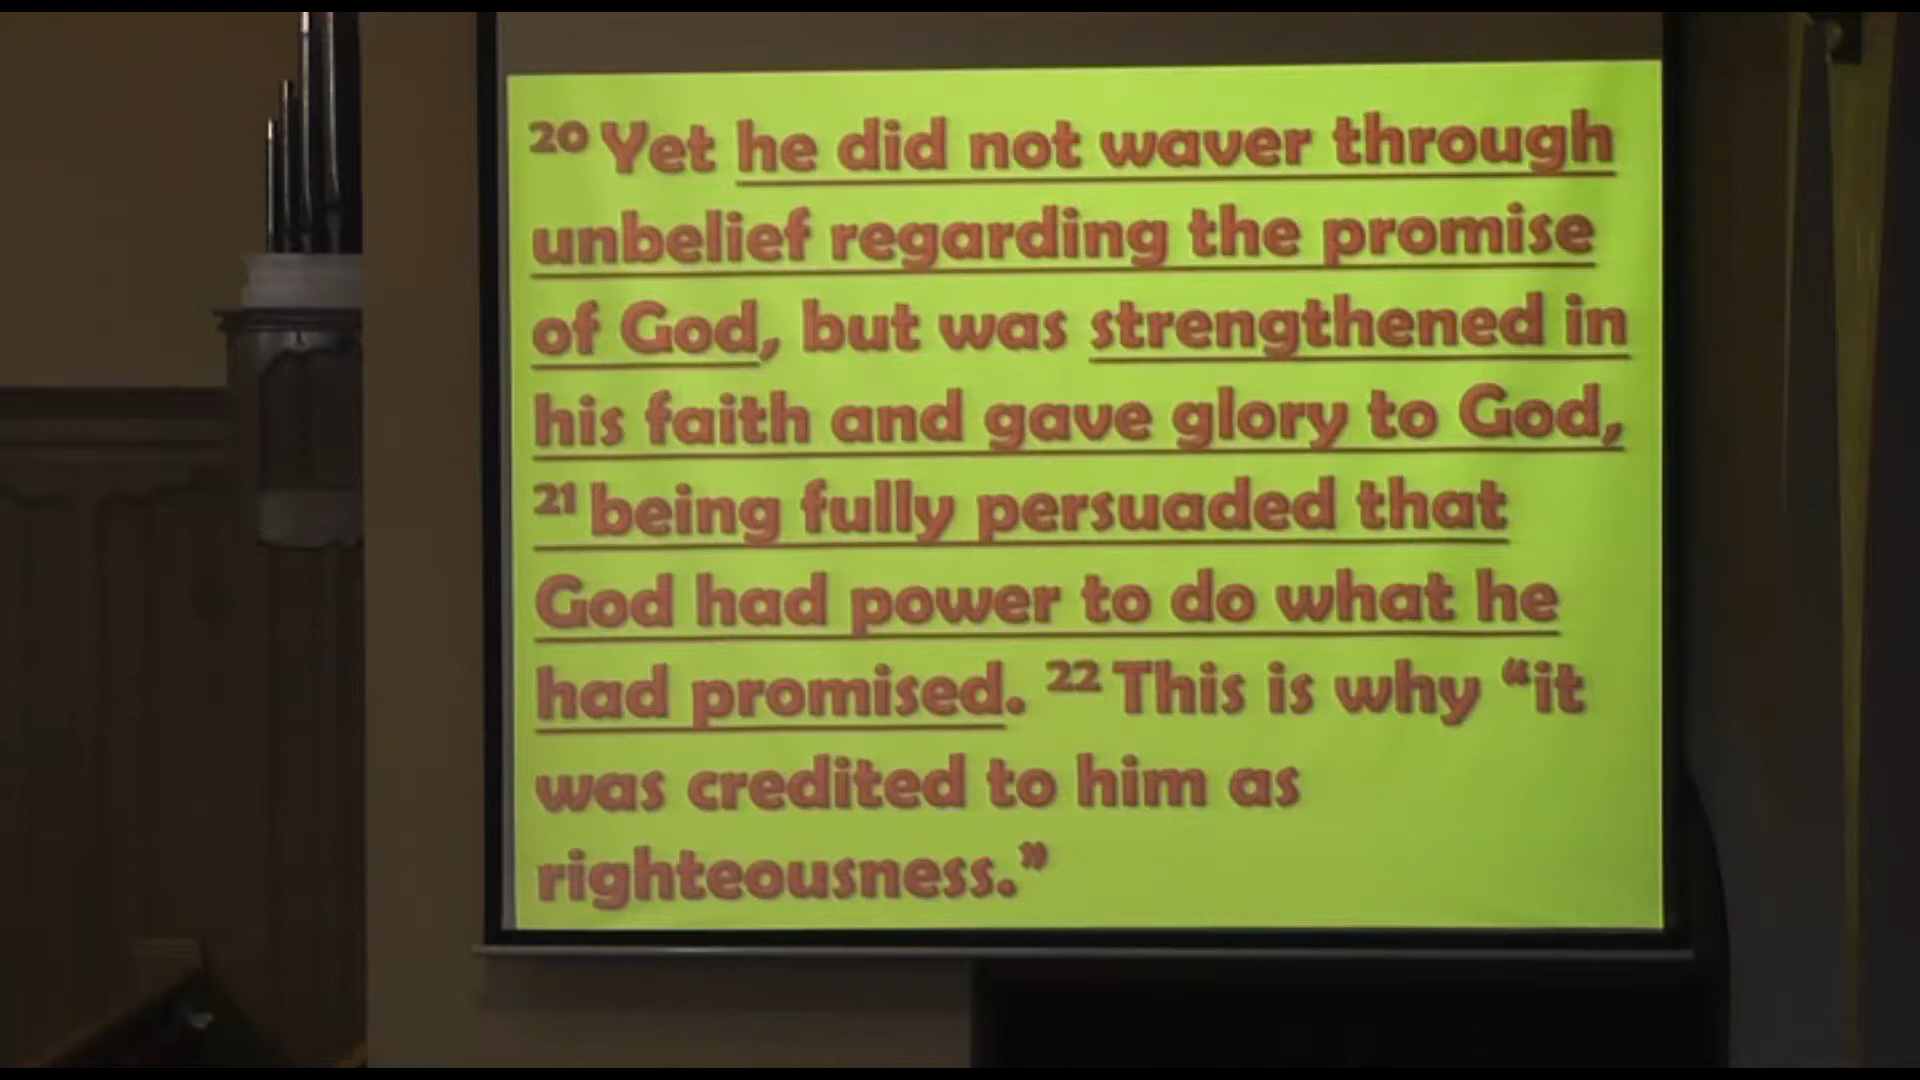 20 Yet he did not waver through
unbelief regarding the promise
of God, but was strengthened in
his faith and gave glory to God,
21 being fully persuaded that
God had power to do what he
had promised. 22 This is why “it
was credited to him as
righteousness.”